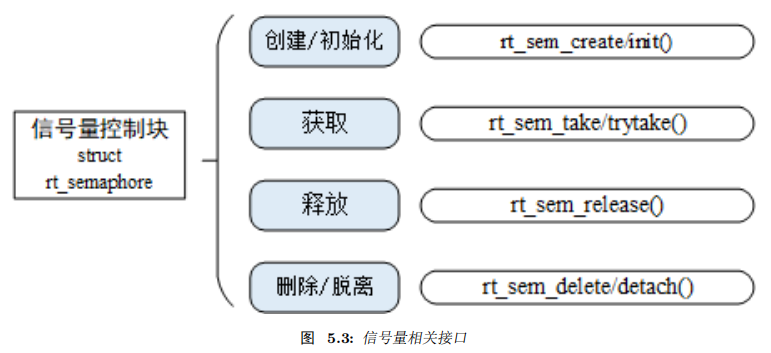 信号量控制块
struct
rt_semaphore
创建/初始化
rt_sem_create/init()
获取
rt_sem_take/trytake()
释放
rt_sem_release()
删除/脱离
rt_sem_delete/detach()
图 5.3: 信号量相关接口